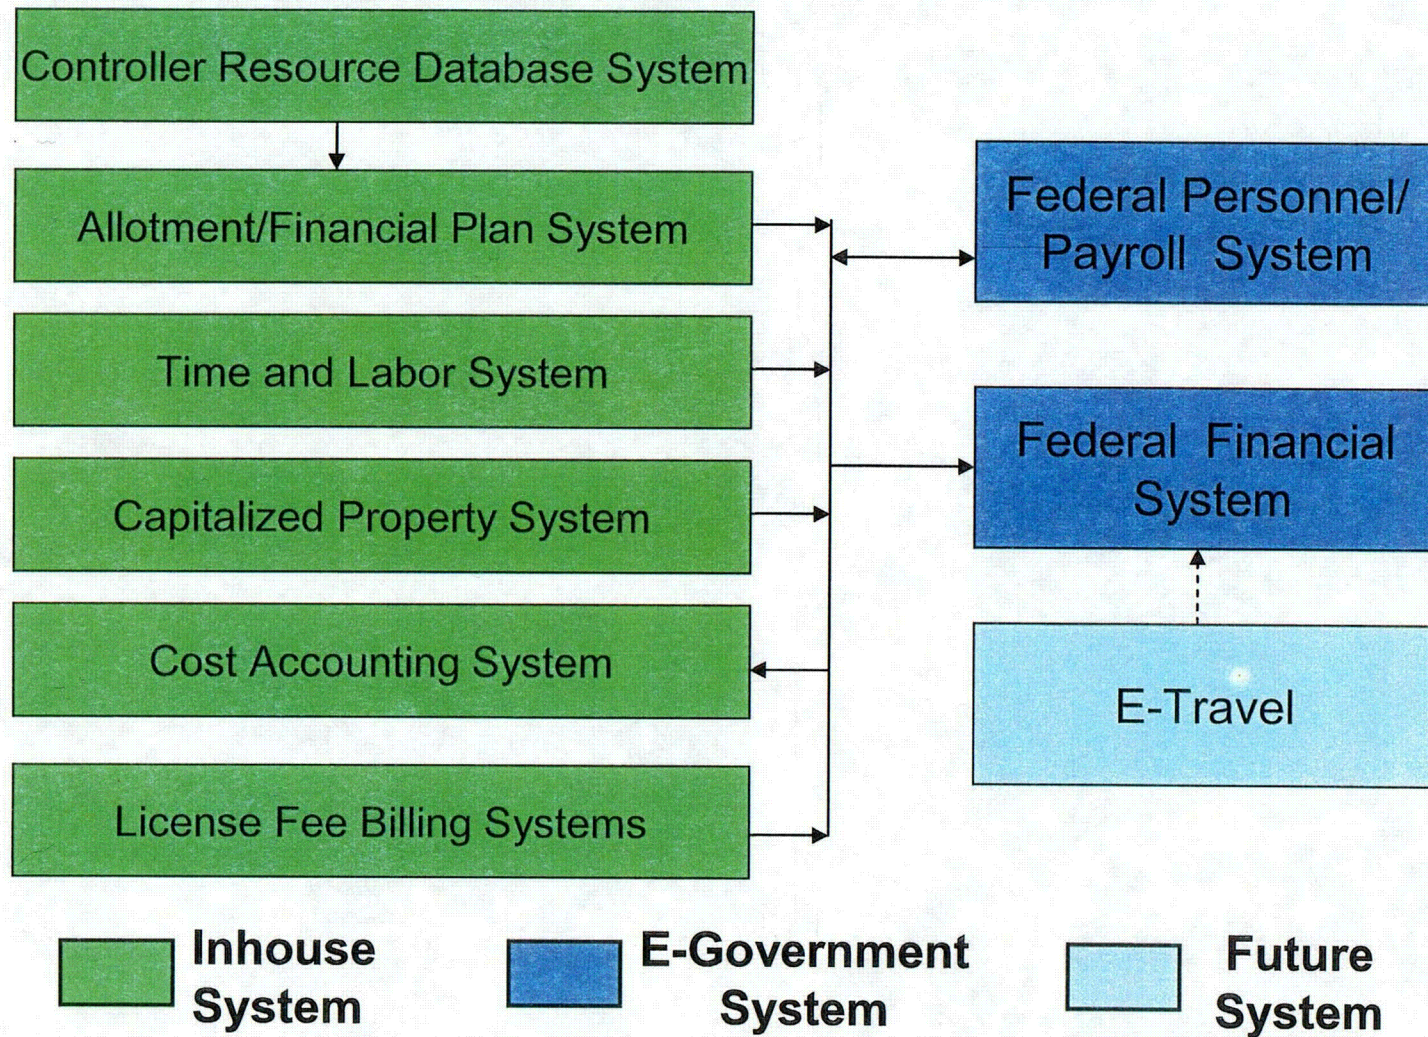 Controller Resource Database System
Allotment/Financial Plan System
Time and Labor System
Capitalized Property System
Cost Accounting System
License Fee Billing Systems
Federal Personnel/
Payroll System
Federal Financial
System
E-Travel
Inhouse
System
E-Government
System
Future
System